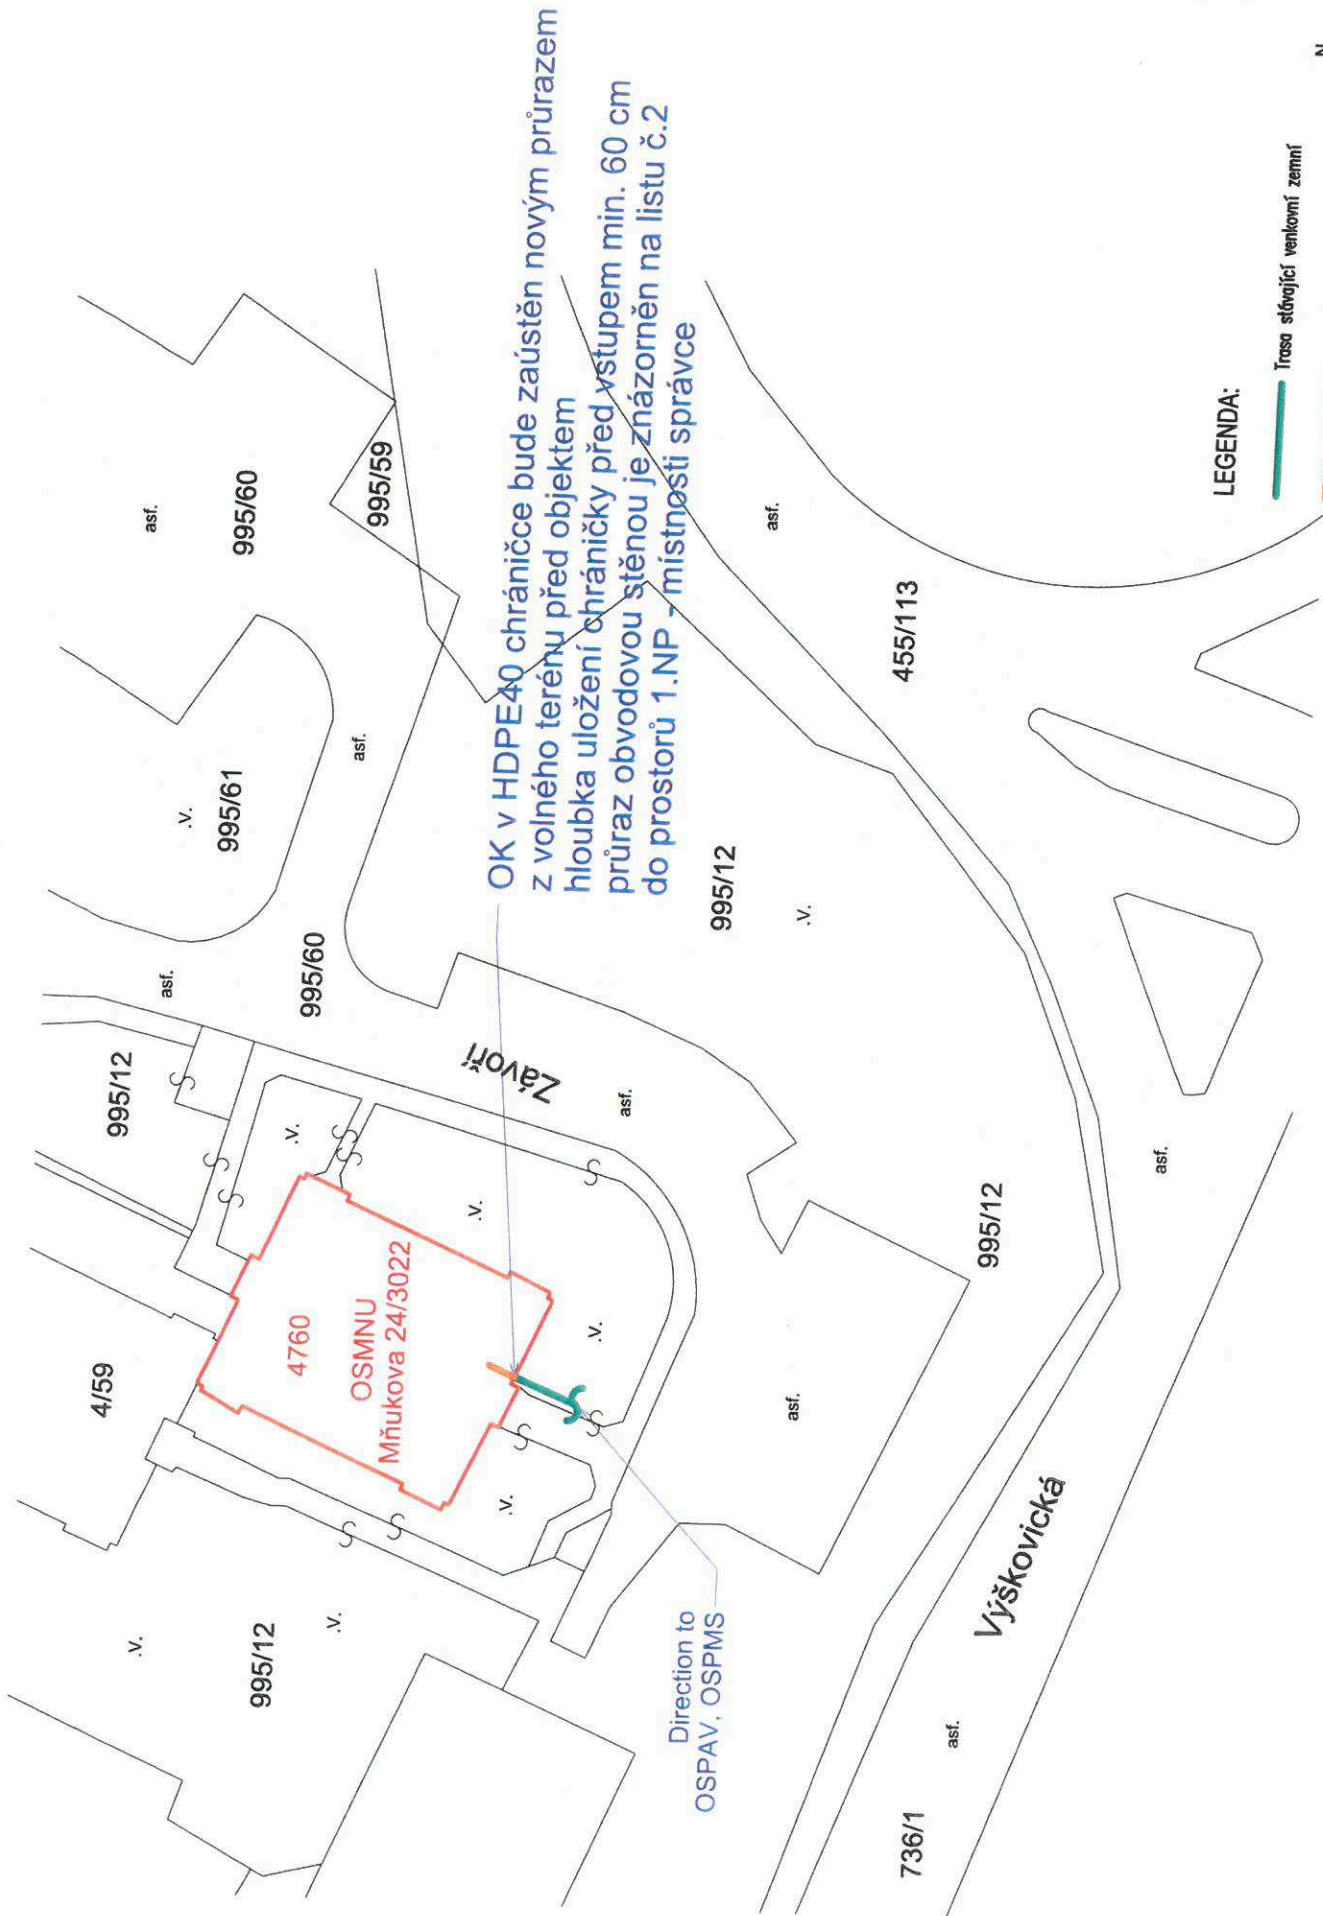 OK v HDPE40 chráničce bude zaústěn novým průrazem
z volného terénu před objektem
hloubka uložení chráničky před vstupem min. 60 cm
průraz obvodovou stěnou je znázorněn na listu č.2
do prostorů 1.NP - místnosti správce
4/59
995/12
asf.
995/60
.v.
995/61
asf.
995/60
asf.
995/59
asf.
4760
OSMNU
Mňukova 24/3022
.v.
.v.
.v.
.v.
Závoří
asf.
995/12
.v.
455/113
asf.
.v.
995/12
.v.
Direction to
OSPAV, OSPMS
asf.
995/12
asf.
Výškovická
asf.
736/1
LEGENDA:
Trasa stávající venkovní zemní
N